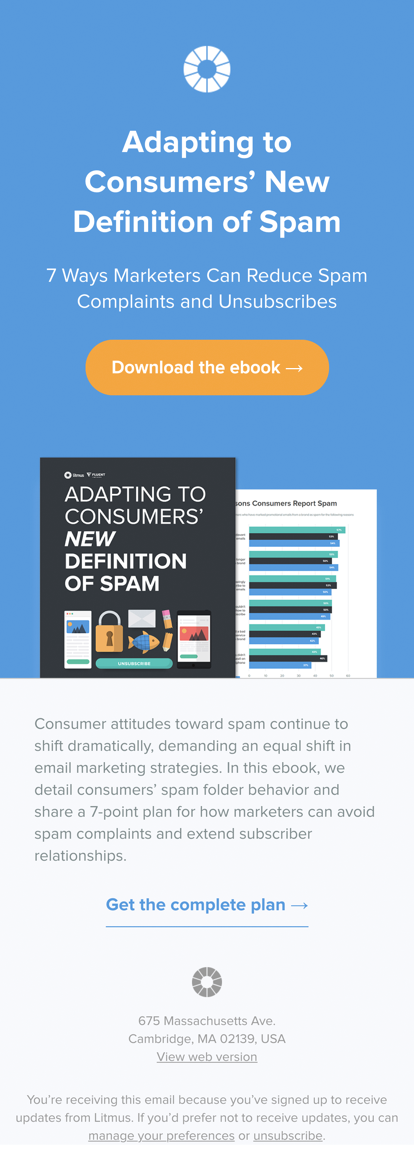 Adapting to
Consumers’ New
Definition of Spam
7 Ways Marketers Can Reduce Spam
Complaints and Unsubscribes
Download the ebook →
litmus FLUENT
ADAPTING TO
CONSUMERS’
NEW
DEFINITION
OF SPAM
UNSUBSCRIBE
sons Consumers Report Spam
Consumer attitudes toward spam continue to
shift dramatically, demanding an equal shift in
email marketing strategies. In this ebook, we
detail consumers’ spam folder behavior and
share a 7-point plan for how marketers can avoid
spam complaints and extend subscriber
relationships.
Get the complete plan →
675 Massachusetts Ave.
Cambridge, MA 02139, USA
View web version
You’re receiving this email because you’ve signed up to receive
updates from Litmus. If you’d prefer not to receive updates, you can
manage your preferences or unsubscribe.